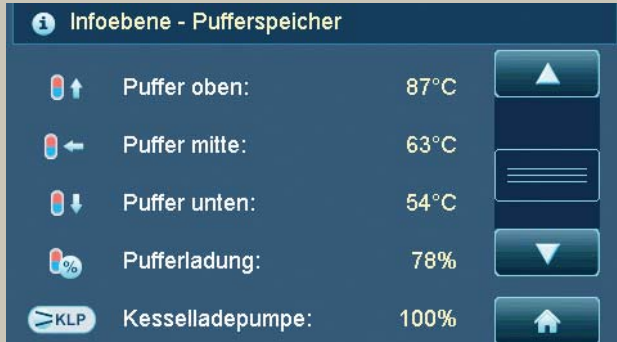 i Infoebene - Pufferspeicher
Puffer oben: 87°C
Puffer mitte: 63°C
Puffer unten: 54°C
% Pufferladung: 78%
KLP Kesselladepumpe: 100%